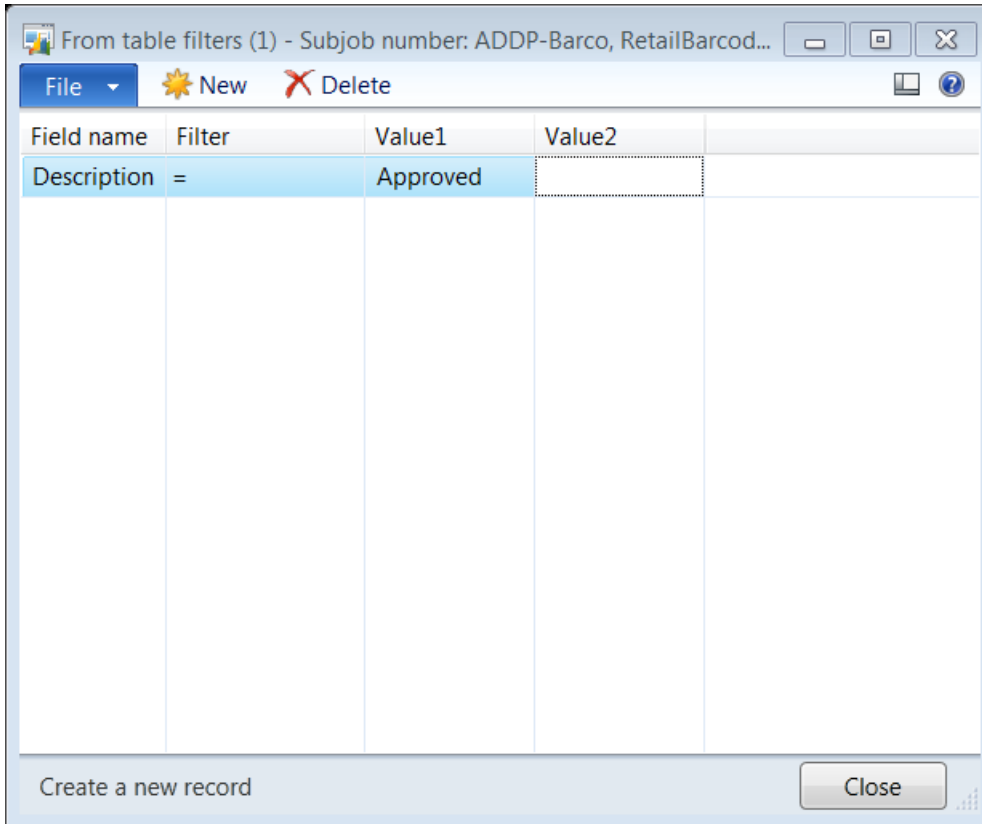 From table filters (1) - Subjob number: ADDP-Barco, RetailBarcod...
File New Delete
Field name Filter Value1 Value2
Description = Approved
Create a new record Close